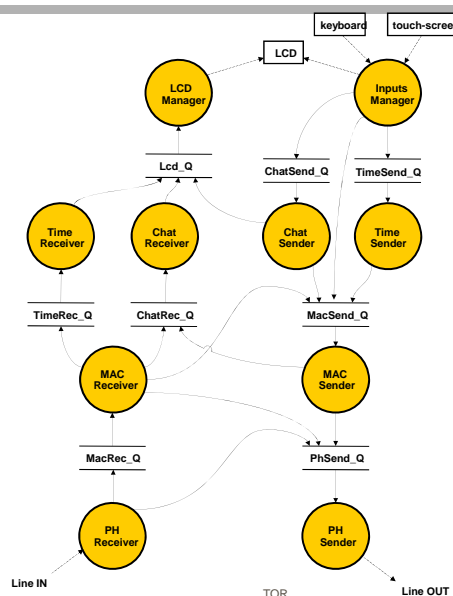 keyboard
touch-scree
LCD
LCD
Manager
Inputs
Manager
Lcd_Q
ChatSend_Q
TimeSend_Q
Time
Receiver
Chat
Receiver
Chat
Sender
Time
Sender
TimeRec_Q
ChatRec_Q
MacSend_Q
MAC
Receiver
MAC
Sender
MacRec_Q
PhSend_Q
PH
Receiver
PH
Sender
Line IN
TOR
Line OUT